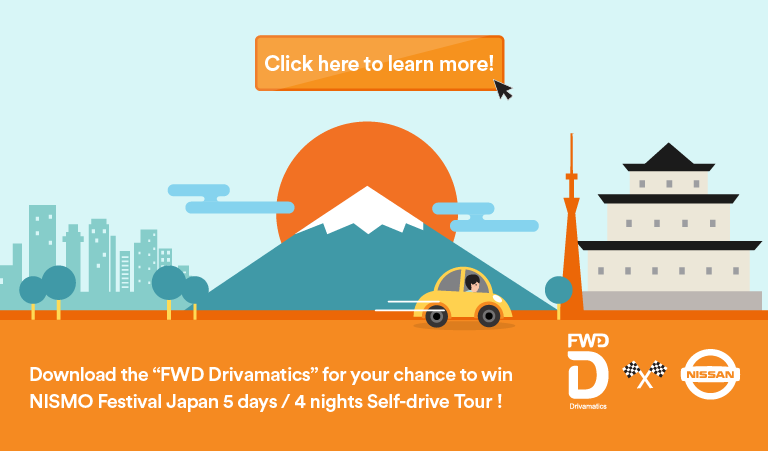 Click here to learn more!
Download the “FWD Drivamatics” for your chance to win
NISMO Festival Japan 5 days / 4 nights Self-drive Tour !
FWD
D
Drivamatics
NISSAN